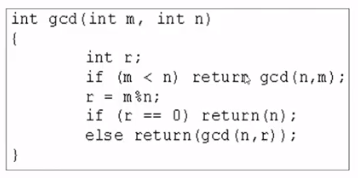 int gcd(int m, int n)
{
int r;
if (m < n) return gcd(n,m);
r = m%n;
if (r == 0) return(n);
else return(gcd(n,r));
}